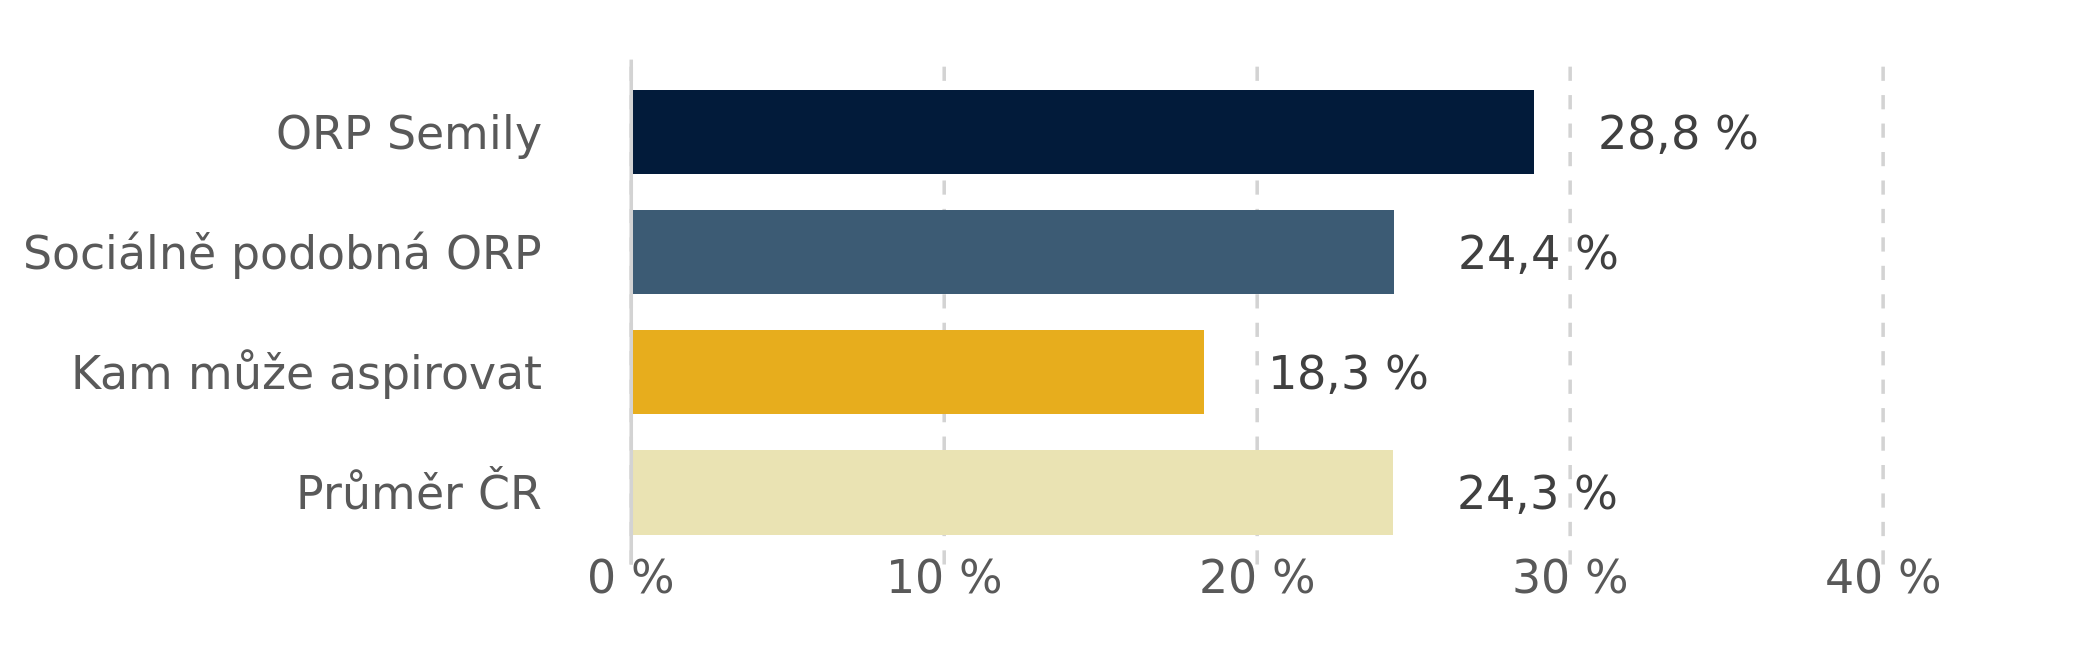 ORP Semily 28,8 %
Sociálně podobná ORP 24,4 %
Kam může aspirovat 18,3 %
Průměr ČR 24,3 %
0 % 10 % 20 % 30 % 40 %